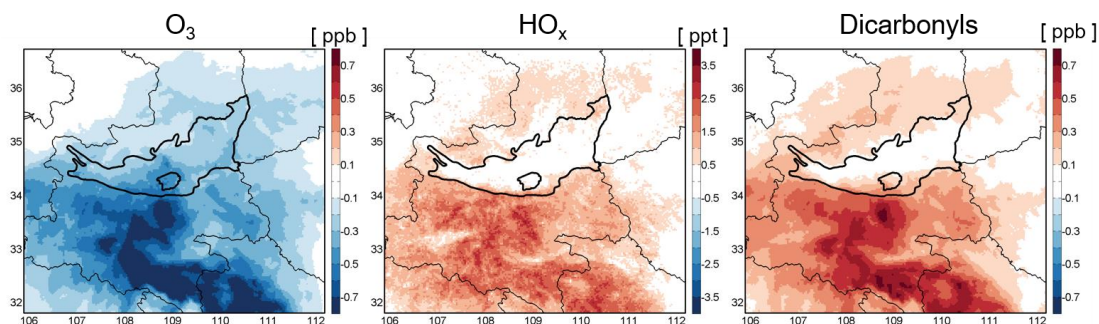 O₃ [ ppb ] HOₓ [ ppt ] Dicarbonyls [ ppb ]
0.7 3.5 0.7
36 36 36
0.5 2.5 0.5
0.3 1.5 0.3
35 35 35
0.1 0.5 0.1
34 34 34
-0.1 -0.5 -0.1
-0.3 -1.5 -0.3
33 33 33
-0.5 -2.5 -0.5
32 -0.7 32 -3.5 32 -0.7
106 107 108 109 110 111 112 106 107 108 109 110 111 112 106 107 108 109 110 111 112